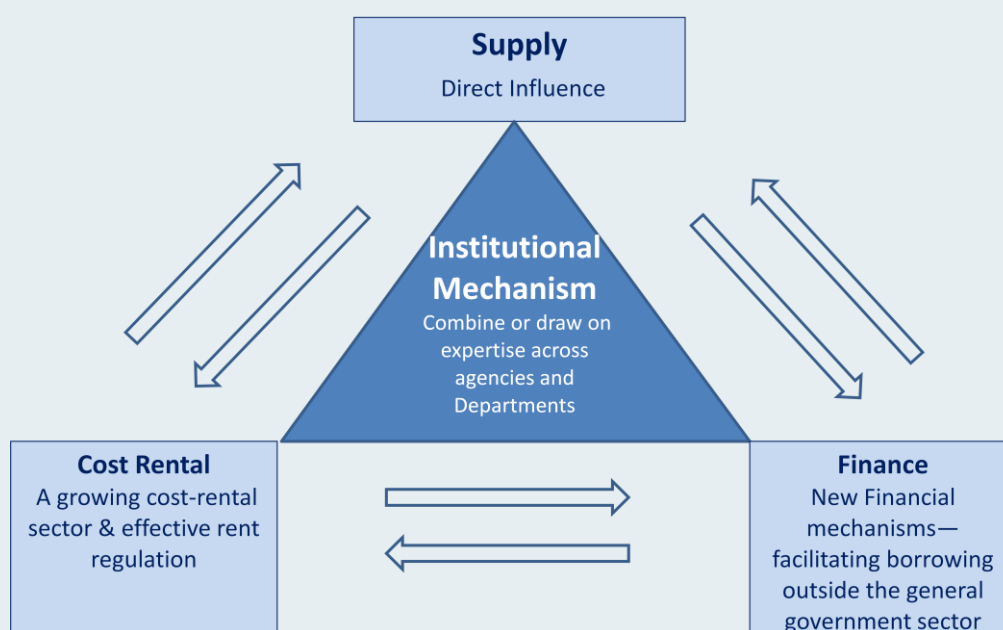 Supply
Direct Influence
Institutional
Mechanism
Combine or draw on
expertise across
agencies and
Departments
Cost Rental
A growing cost-rental
sector & effective rent
regulation
Finance
New Financial
mechanisms—
facilitating borrowing
outside the general
government sector